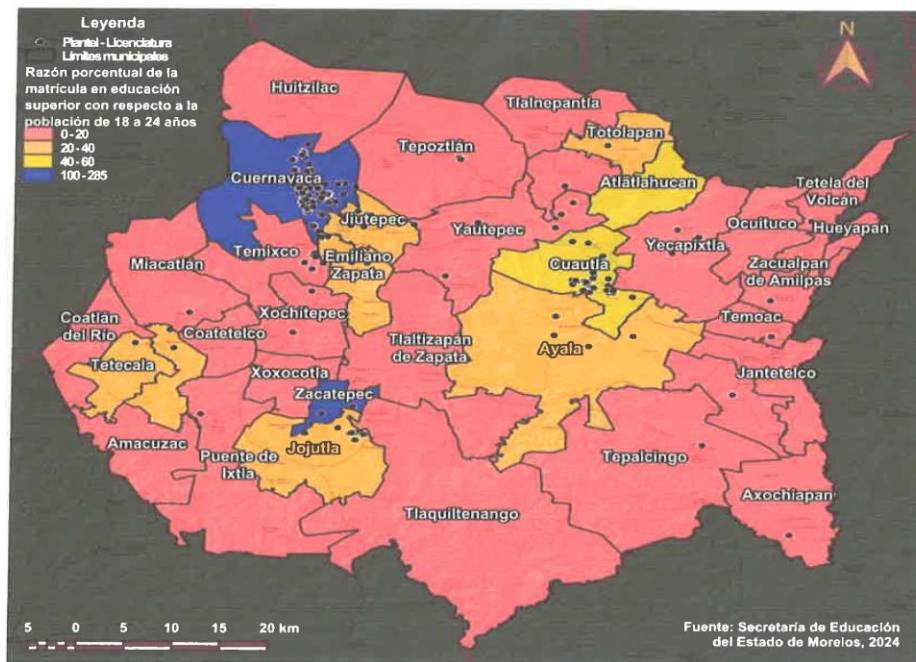 Leyenda
Plantel - Licenciatura
Límites municipales
Razón porcentual de la
matrícula en educación
superior con respecto a la
población de 18 a 24 años
0 - 20
20 - 40
40 - 60
100 - 285
N
Huitzilac
Tlalnepantla
Totolapan
Tepoztlán
Cuernavaca
Atlatlahucan
Tetela del
Volcán
Jiutepec
Yautepec
Ocuituco
Hueyapan
Temixco
Yecapixtla
Emiliano
Zapata
Cuautla
Zacualpan
de Amilpas
Miacatlán
Xochitepec
Temoac
Coatlán
del Río
Coatetelco
Tlaltizapán
de Zapata
Ayala
Tetecala
Jantetelco
Xoxocotla
Zacatepec
Amacuzac
Jojutla
Puente de
Ixtla
Tepalcingo
Axochiapan
Tlaquiltenango
5 0 5 10 15 20 km
Fuente: Secretaría de Educación
del Estado de Morelos, 2024